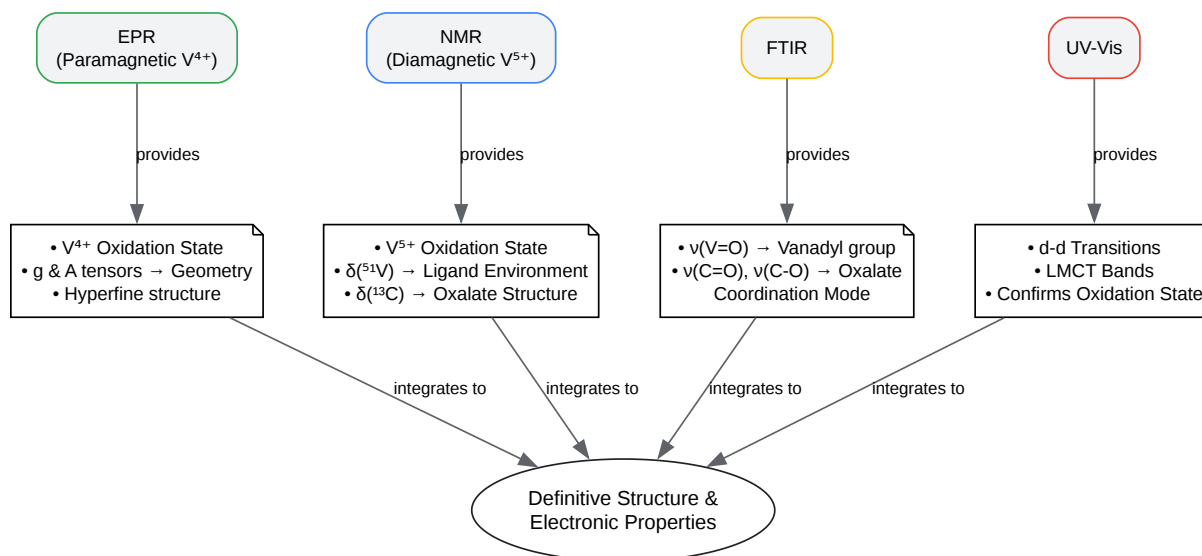 EPR
(Paramagnetic V⁴⁺)
NMR
(Diamagnetic V⁵⁺)
FTIR
UV-Vis
provides
provides
provides
provides
• V⁴⁺ Oxidation State
• g & A tensors → Geometry
• Hyperfine structure
• V⁵⁺ Oxidation State
• δ(⁵¹V) → Ligand Environment
• δ(¹³C) → Oxalate Structure
• ν(V=O) → Vanadyl group
• ν(C=O), ν(C-O) → Oxalate
Coordination Mode
• d-d Transitions
• LMCT Bands
• Confirms Oxidation State
integrates to
integrates to
integrates to
integrates to
Definitive Structure &
Electronic Properties